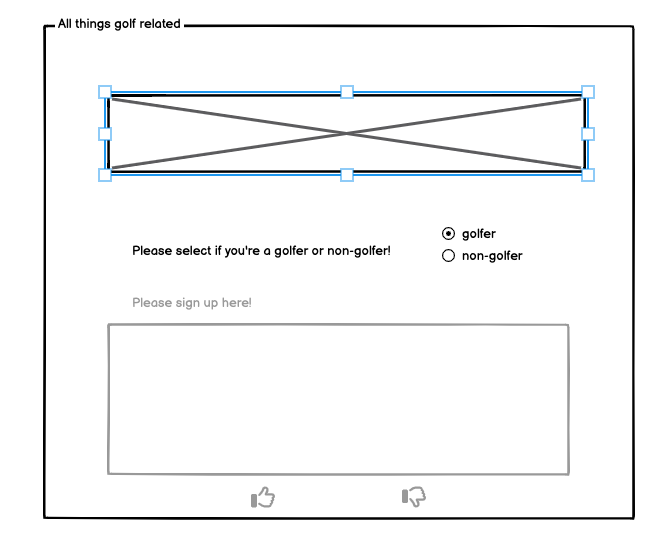 All things golf related
Please select if you're a golfer or non-golfer!
golfer
non-golfer
Please sign up here!